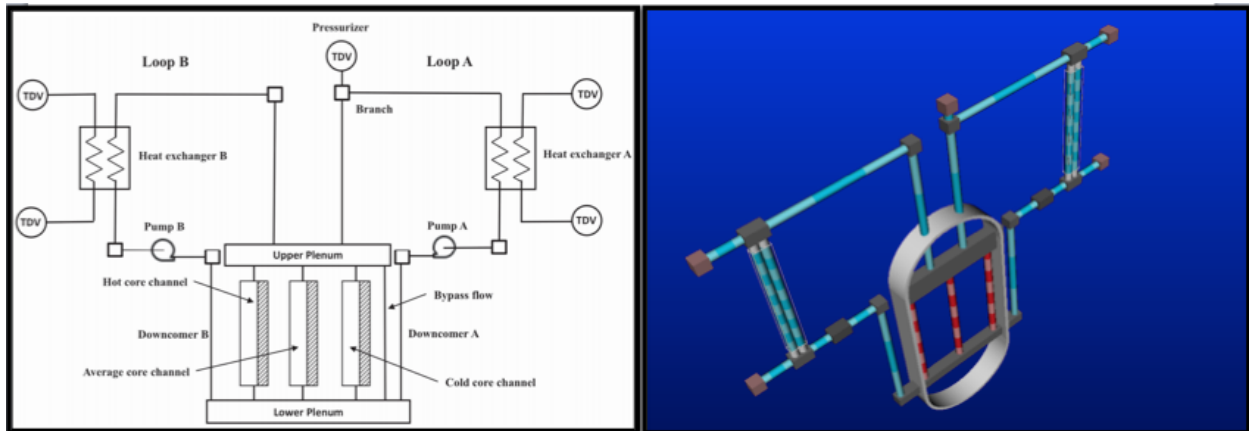 Pressurizer
TDV
Loop B
Loop A
TDV
TDV
Branch
Heat exchanger B
Heat exchanger A
TDV
TDV
Pump B
Pump A
Upper Plenum
Hot core channel
Bypass flow
Downcomer B
Downcomer A
Average core channel
Cold core channel
Lower Plenum